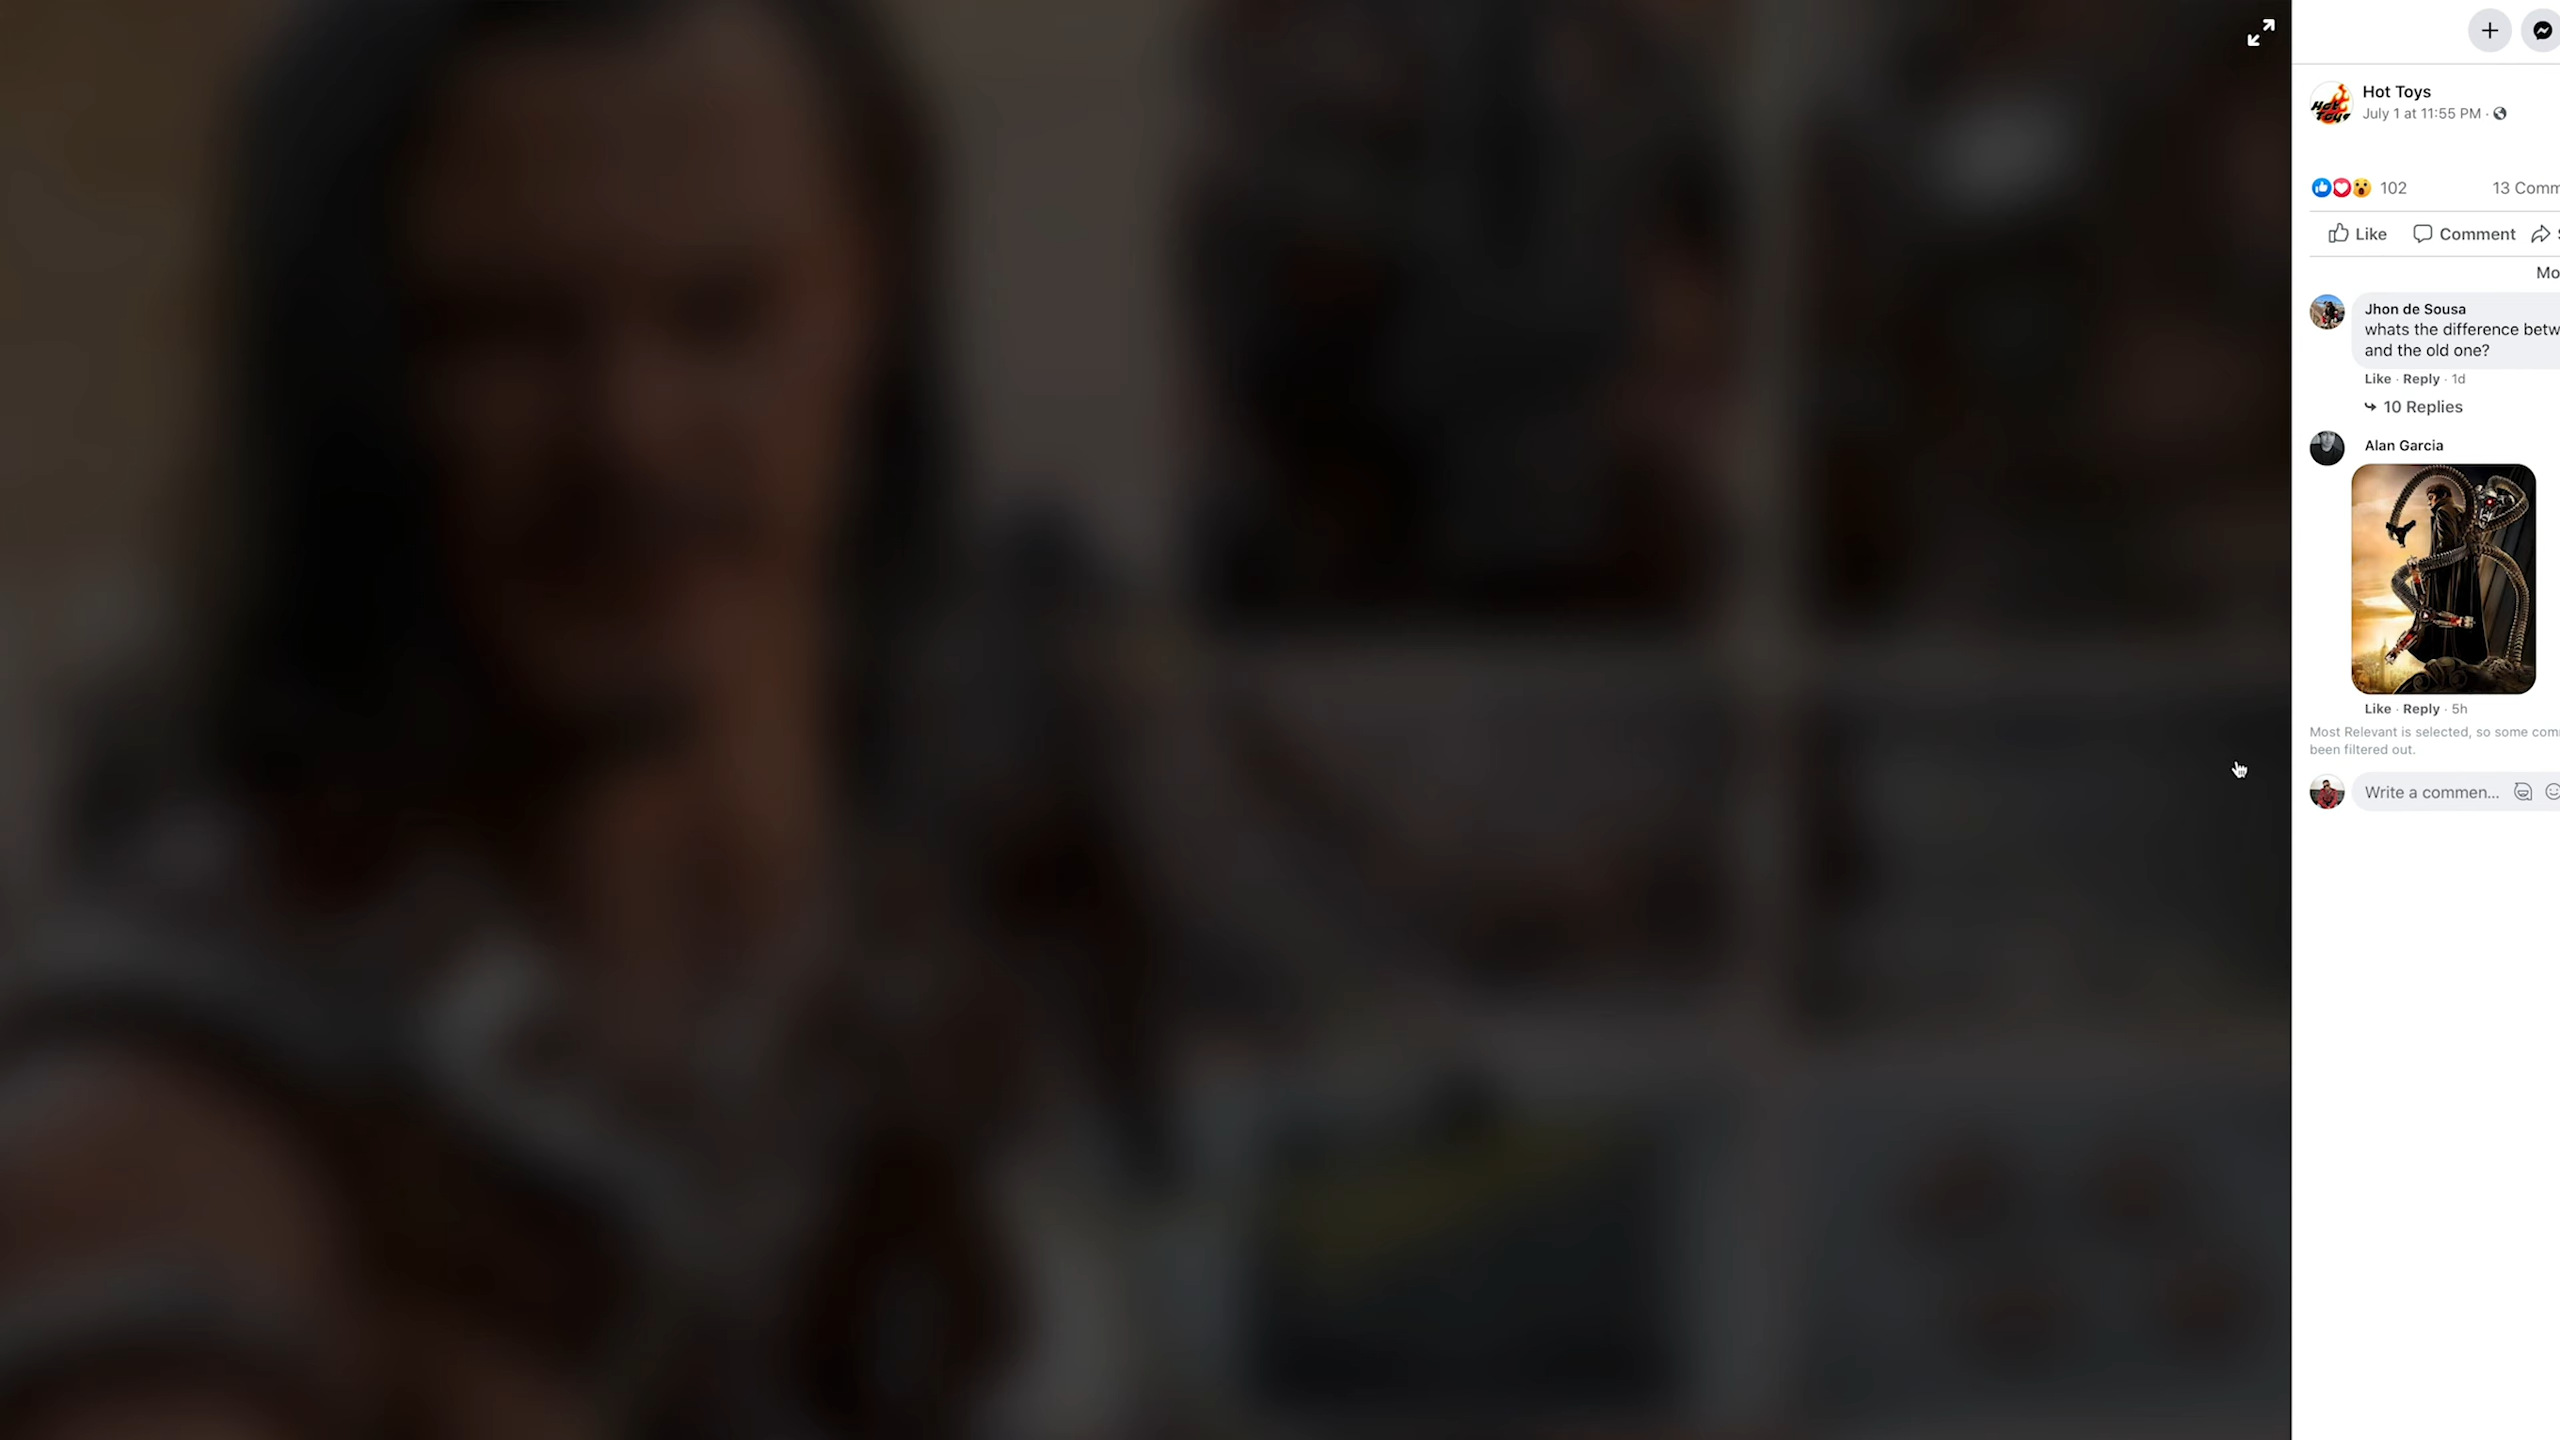 Hot Toys
July 1 at 11:55 PM ·
102
13 Comm
Like
Comment
Mo
Jhon de Sousa
whats the difference betw
and the old one?
Like · Reply · 1d
10 Replies
Alan Garcia
Like · Reply · 5h
Most Relevant is selected, so some com
been filtered out.
Write a commen...